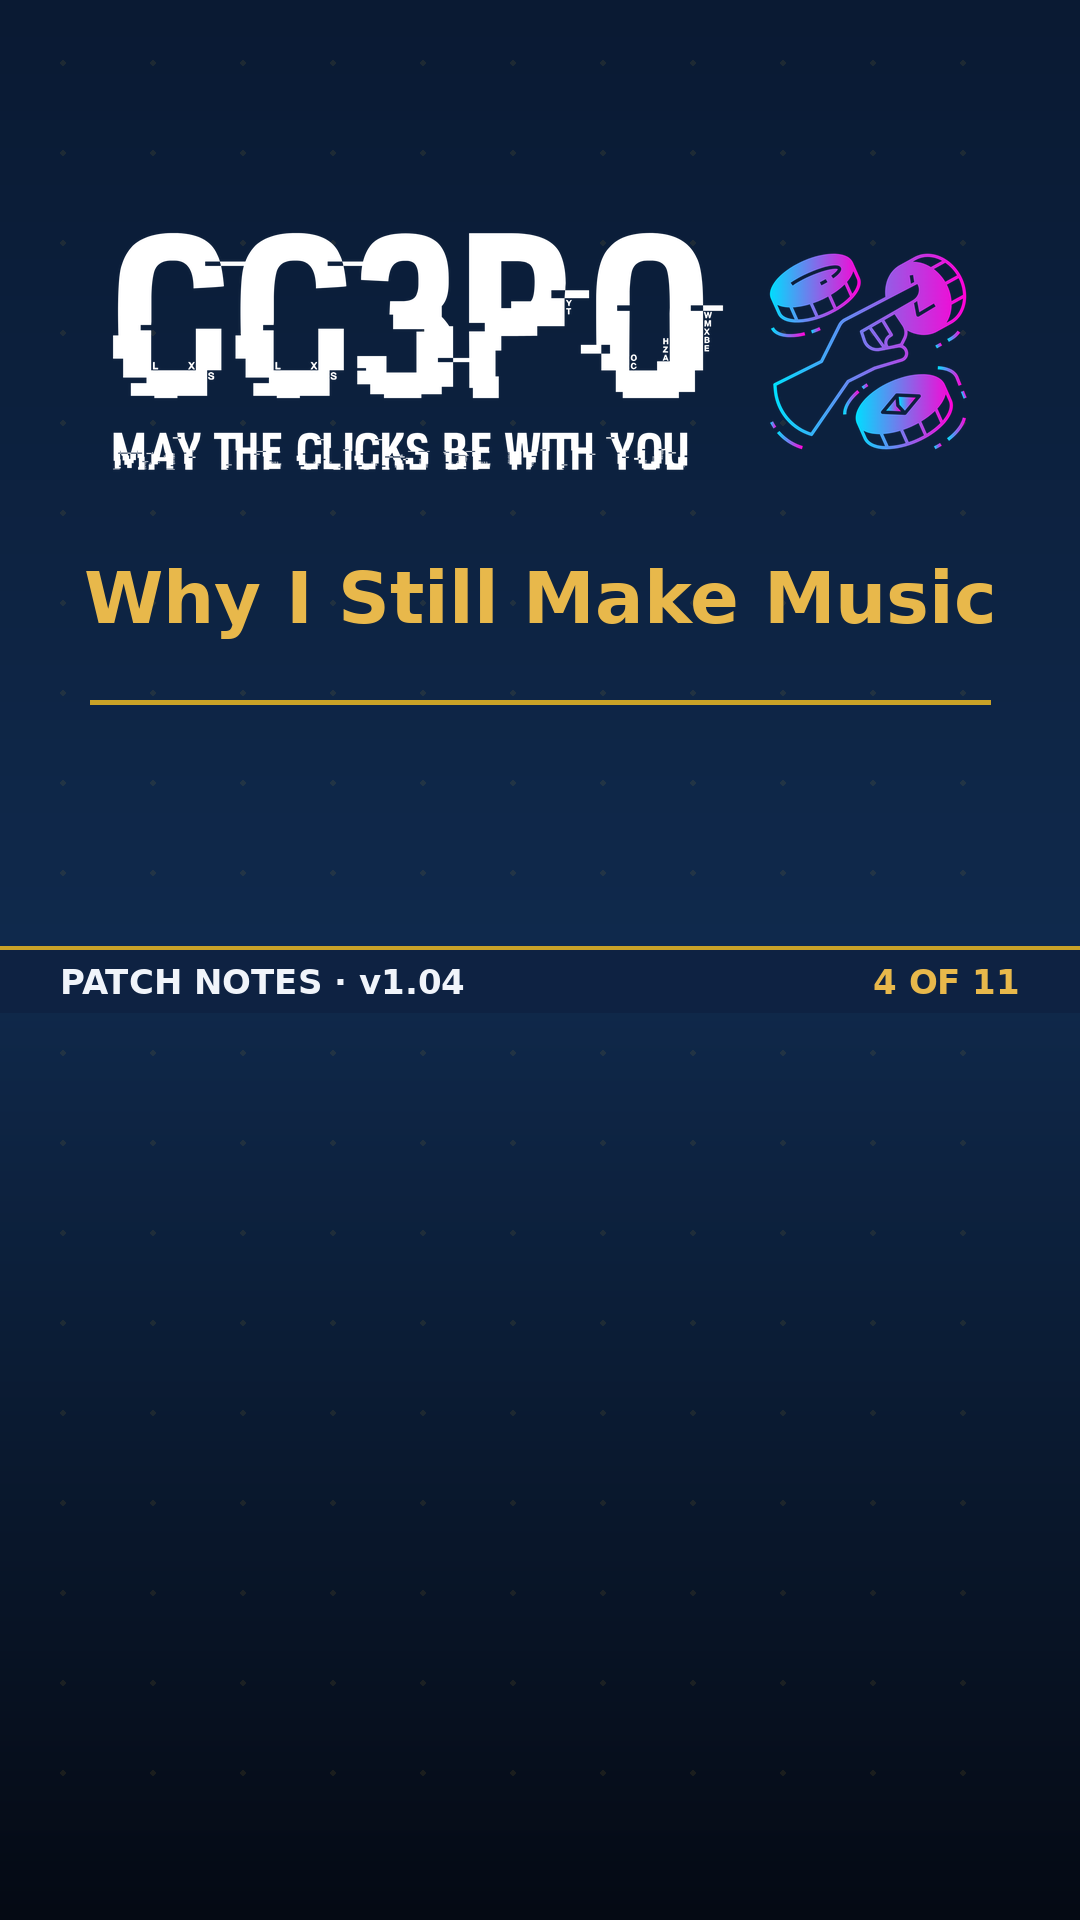 CC3PO
MAY THE CLICKS BE WITH YOU
Why I Still Make Music
PATCH NOTES · v1.04
4 OF 11